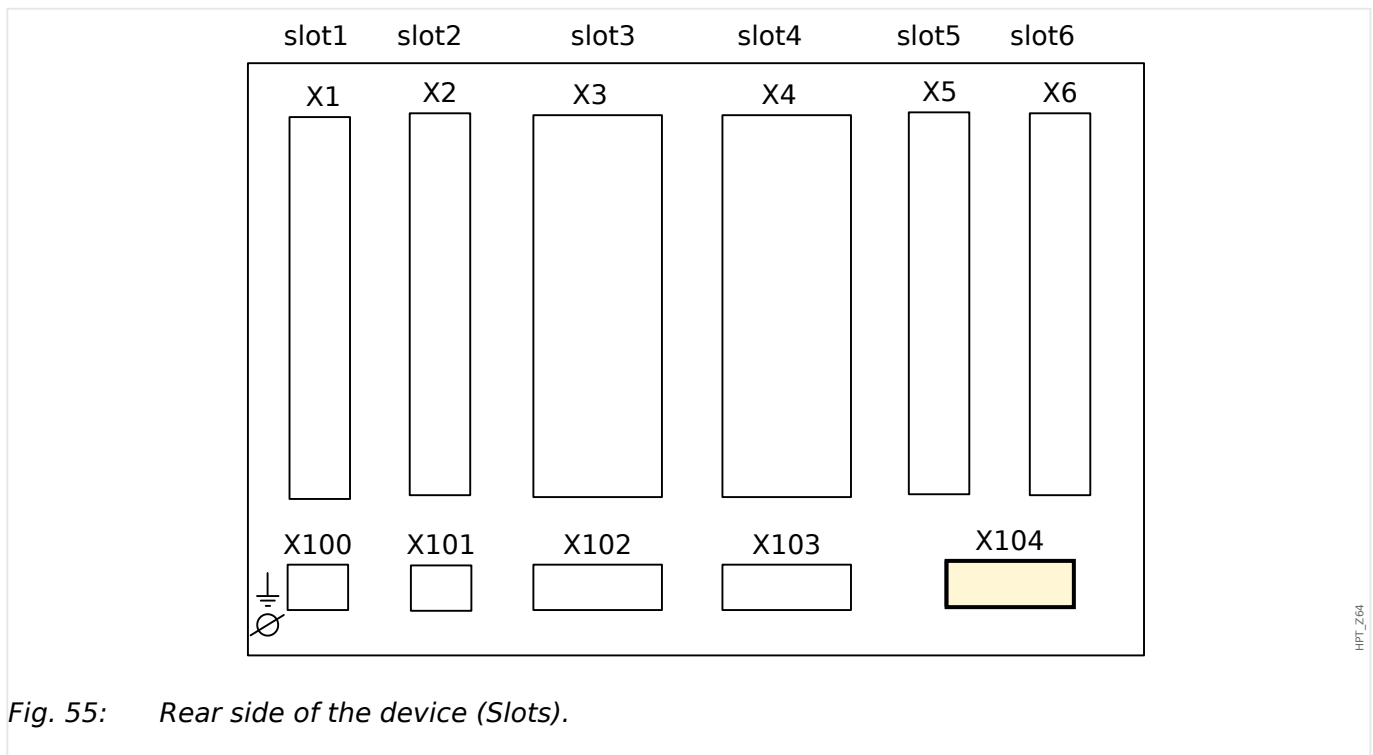 slot1 slot2 slot3 slot4 slot5 slot6
X1 X2 X3 X4 X5 X6
X100 X101 X102 X103 X104
HPT_Z64
Fig. 55: Rear side of the device (Slots).